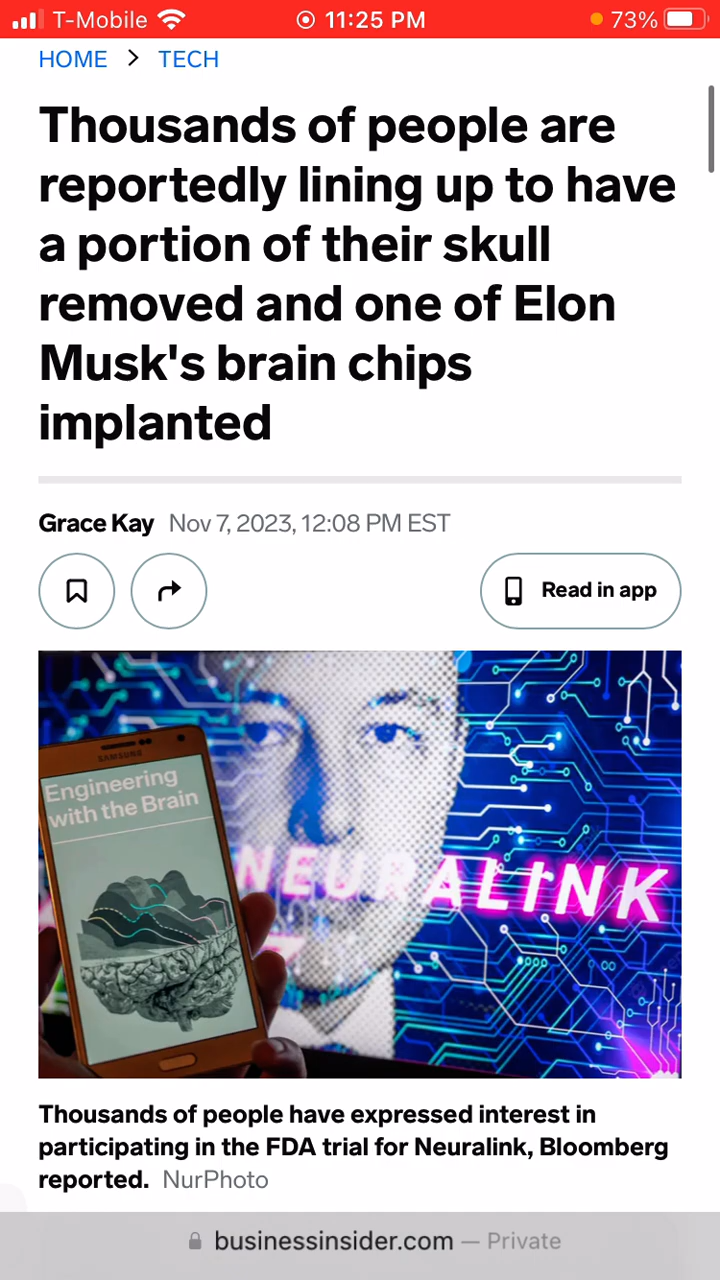 T-Mobile 11:25 PM 73%
HOME > TECH
Thousands of people are
reportedly lining up to have
a portion of their skull
removed and one of Elon
Musk's brain chips
implanted
Grace Kay Nov 7, 2023, 12:08 PM EST
Read in app
SAMSUNG
Engineering
with the Brain
NEURALINK
Thousands of people have expressed interest in
participating in the FDA trial for Neuralink, Bloomberg
reported. NurPhoto
businessinsider.com — Private